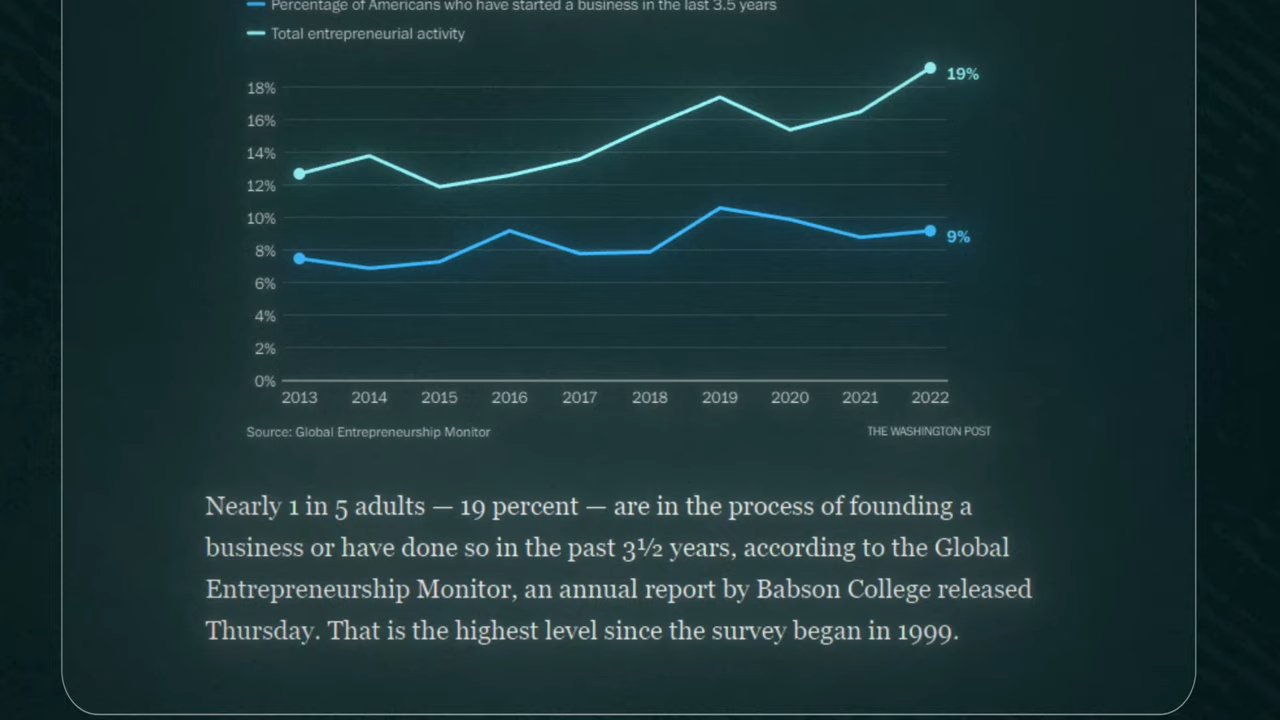 Percentage of Americans who have started a business in the last 3.5 years
Total entrepreneurial activity
19%
18%
16%
14%
12%
10%
9%
8%
6%
4%
2%
0%
2013 2014 2015 2016 2017 2018 2019 2020 2021 2022
Source: Global Entrepreneurship Monitor THE WASHINGTON POST
Nearly 1 in 5 adults — 19 percent — are in the process of founding a
business or have done so in the past 3½ years, according to the Global
Entrepreneurship Monitor, an annual report by Babson College released
Thursday. That is the highest level since the survey began in 1999.